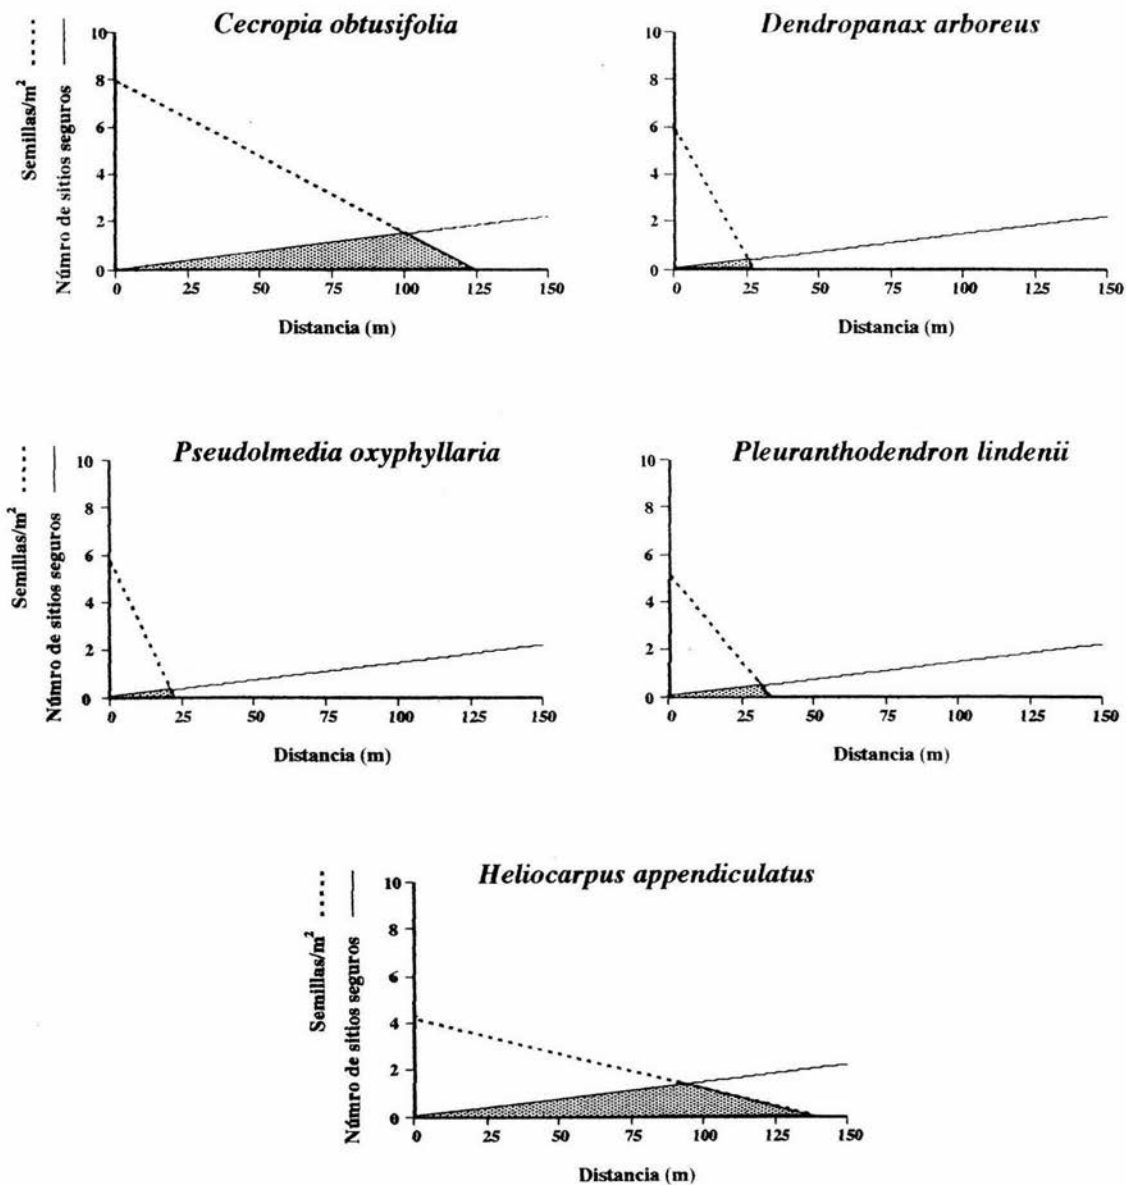 Cecropia obtusifolia
Semillas/m²
Númro de sitios seguros
10
8
6
4
2
0
0 25 50 75 100 125 150
Distancia (m)
Dendropanax arboreus
10
8
6
4
2
0
0 25 50 75 100 125 150
Distancia (m)
Pseudolmedia oxyphyllaria
Semillas/m²
Númro de sitios seguros
10
8
6
4
2
0
0 25 50 75 100 125 150
Distancia (m)
Pleuranthodendron lindenii
10
8
6
4
2
0
0 25 50 75 100 125 150
Distancia (m)
Heliocarpus appendiculatus
Semillas/m²
Númro de sitios seguros
10
8
6
4
2
0
0 25 50 75 100 125 150
Distancia (m)